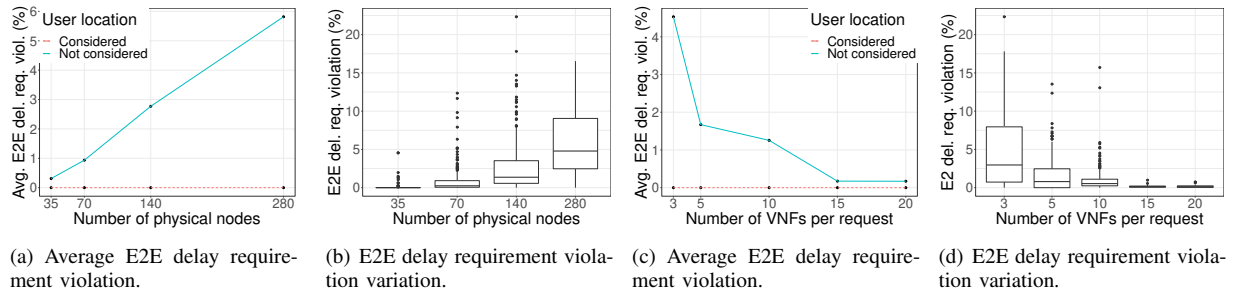 Avg. E2E del. req. viol. (%)
6
5
4
3
2
1
0
User location
Considered
Not considered
35 70 140 280
Number of physical nodes
(a) Average E2E delay require-
ment violation.
E2E del. req. violation (%)
20
15
10
5
0
35 70 140 280
Number of physical nodes
(b) E2E delay requirement viola-
tion variation.
Avg. E2E del. req. viol. (%)
4
3
2
1
0
User location
Considered
Not considered
3 5 10 15 20
Number of VNFs per request
(c) Average E2E delay require-
ment violation.
E2 del. req. violation (%)
20
15
10
5
0
3 5 10 15 20
Number of VNFs per request
(d) E2E delay requirement viola-
tion variation.